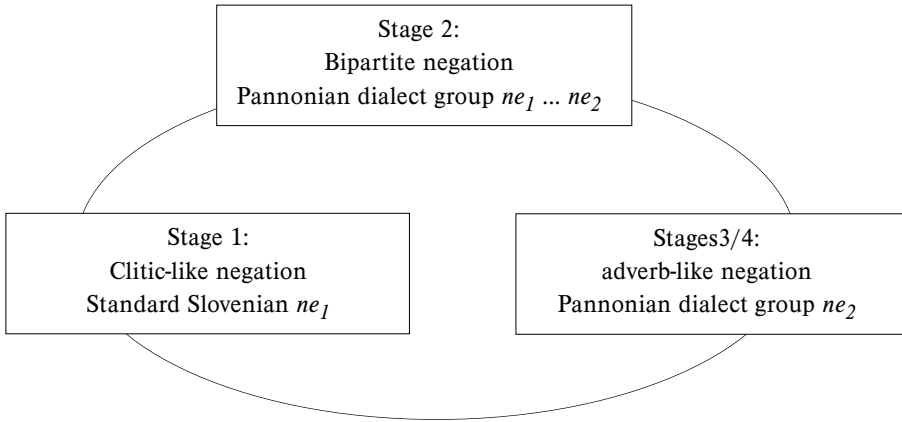 Stage 2:
Bipartite negation
Pannonian dialect group ne1 ... ne2
Stage 1:
Clitic-like negation
Standard Slovenian ne1
Stages3/4:
adverb-like negation
Pannonian dialect group ne2